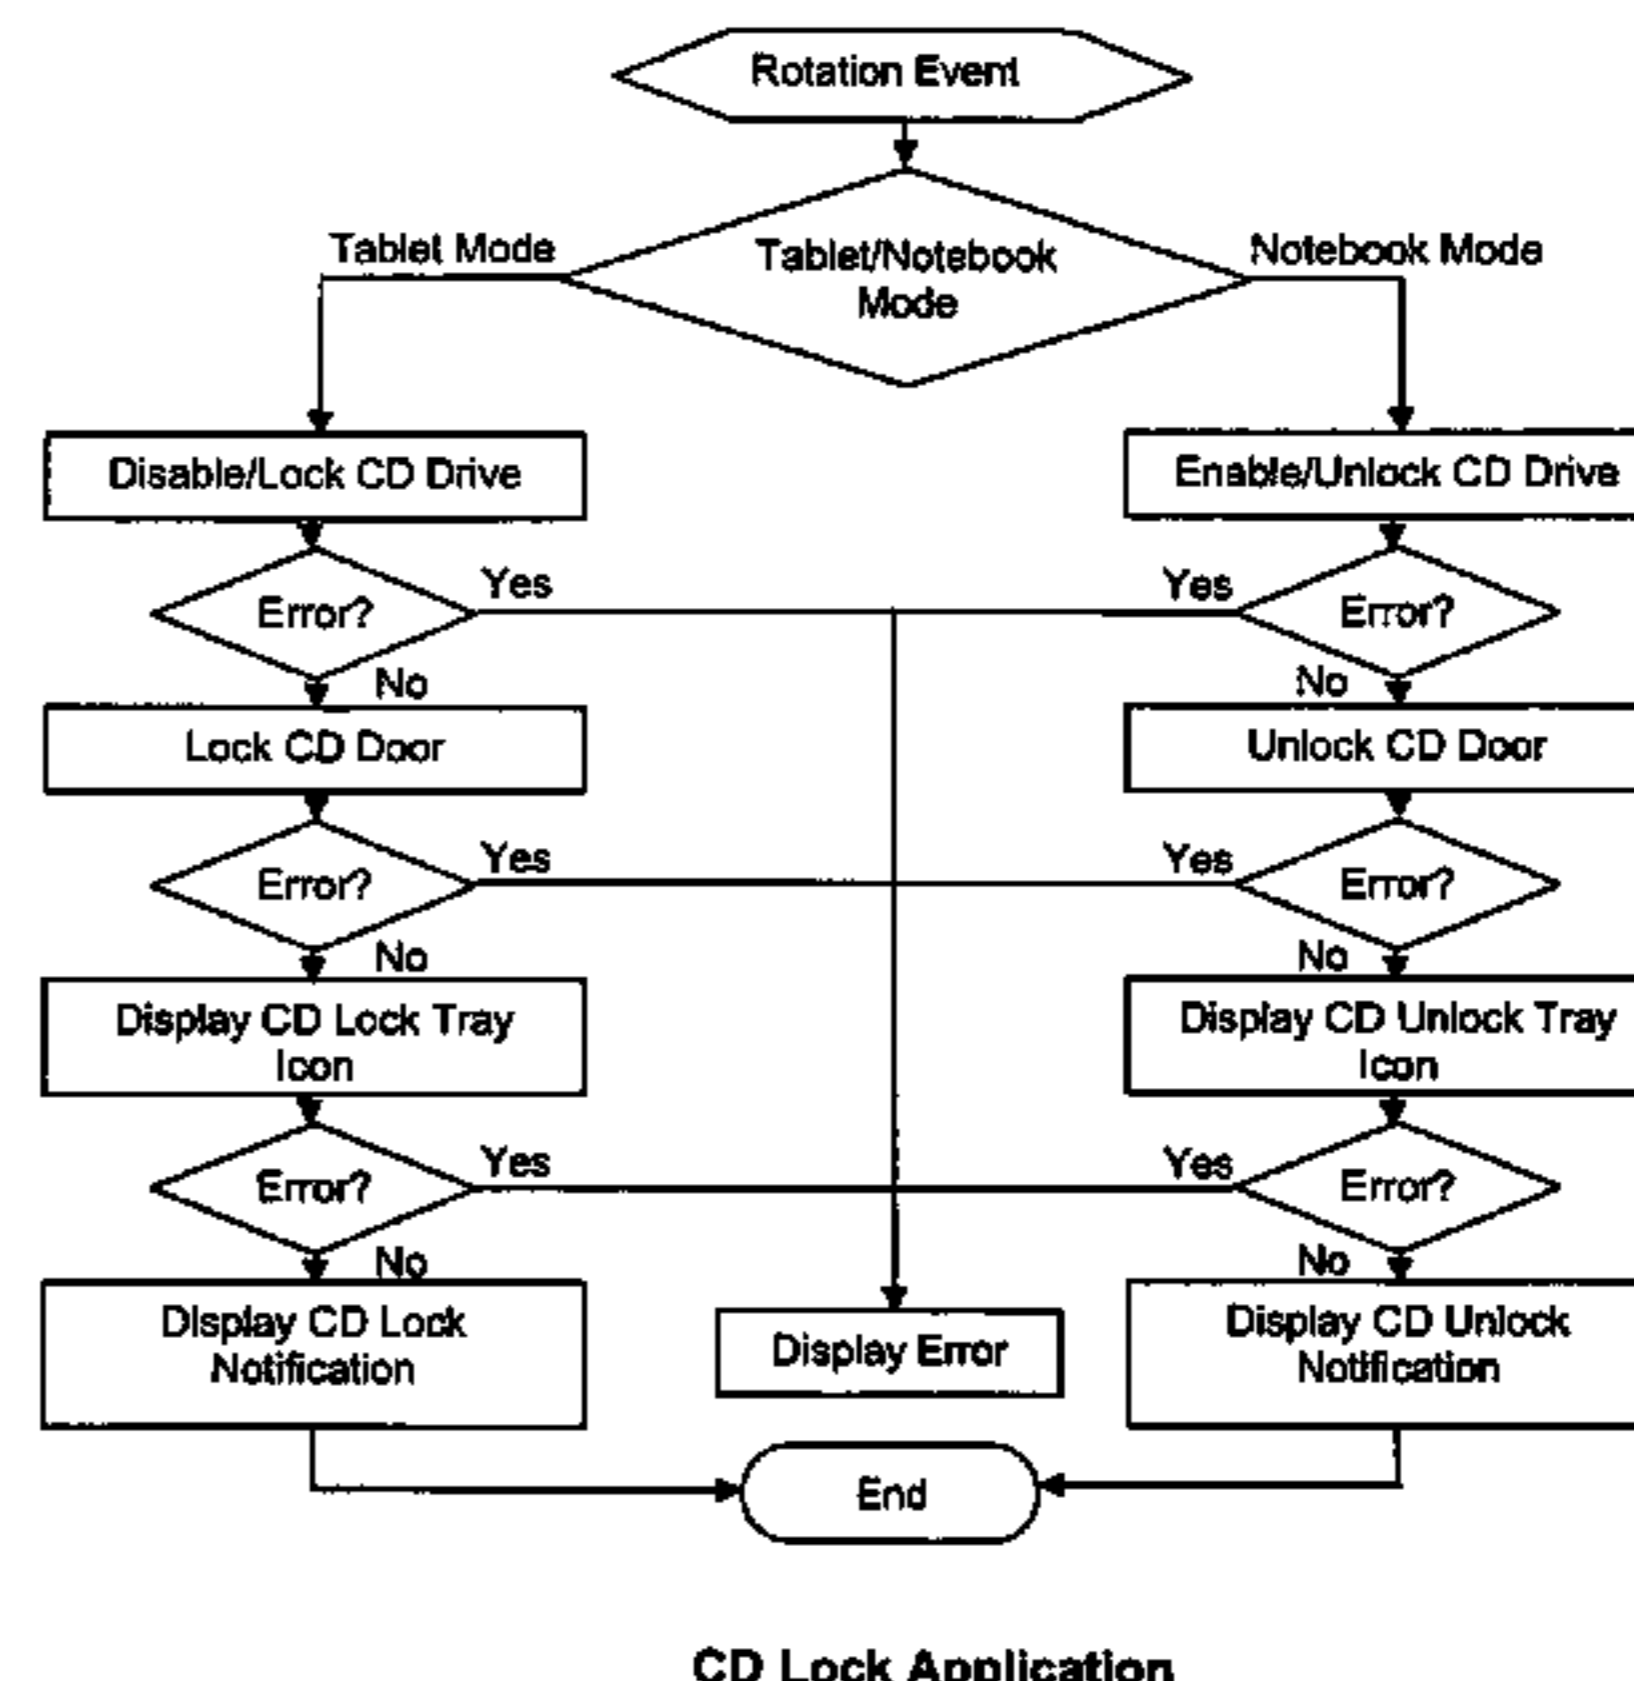 Rotation Event
Tablet Mode
Tablet/Notebook
Mode
Notebook Mode
Disable/Lock CD Drive
Enable/Unlock CD Drive
Error?
Yes
Yes
Error?
No
No
Lock CD Door
Unlock CD Door
Error?
Yes
Yes
Error?
No
No
Display CD Lock Tray
Icon
Display CD Unlock Tray
Icon
Error?
Yes
Yes
Error?
No
No
Display CD Lock
Notification
Display Error
Display CD Unlock
Notification
End
CD Lock Application